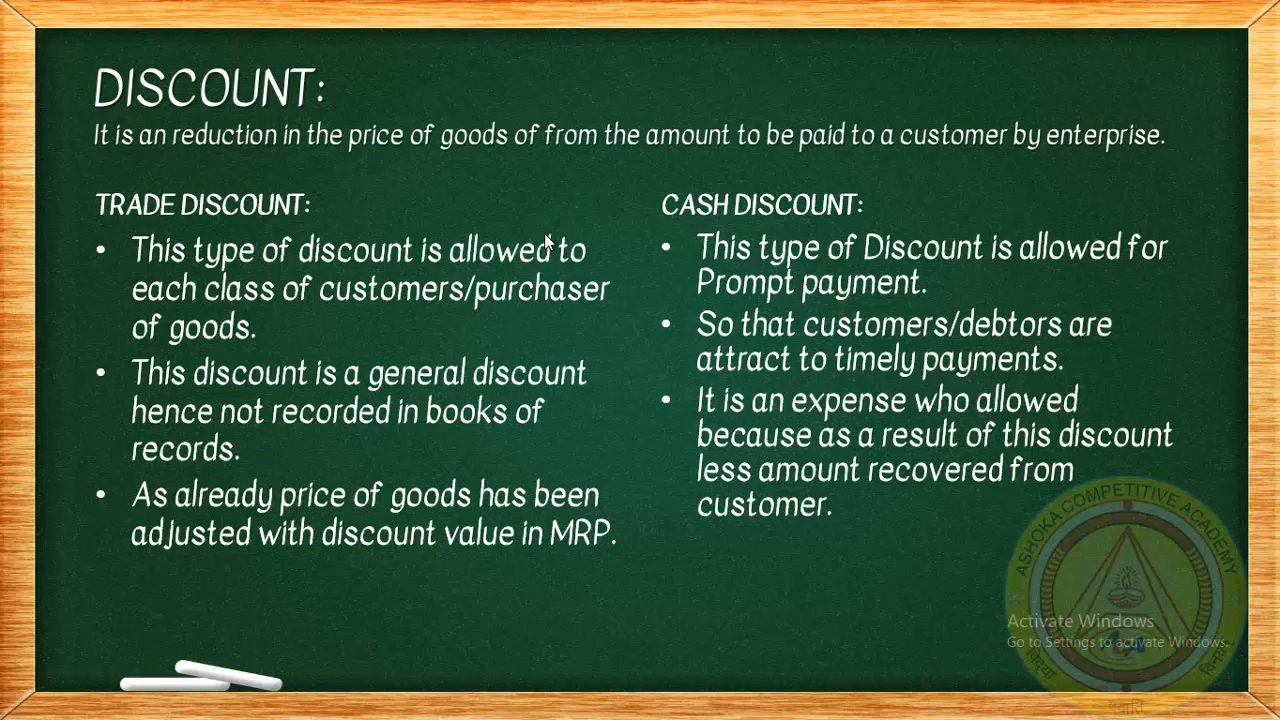 DISCOUNT:
It is an reduction in the price of goods of from the amount to be paid to a customer by enterprise.
TRADE DISCOUNT:
• This type of discount is allowed to
each class of customers/purchaser
of goods.
• This discount is a general discount
hence not recorded in books of
records.
• As already price of goods has been
adjusted with discount value in MRP.
CASH DISCOUNT:
• This type of Discount is allowed for
Prompt payment.
• So that customers/debtors are
attract to timely payments.
• It is an expense who allowed
because as a result of this discount
less amount recovered from
customer.
ASHOKA COMPETITIVE ACADEMY
Activate Windows
Go to Settings to activate Windows.